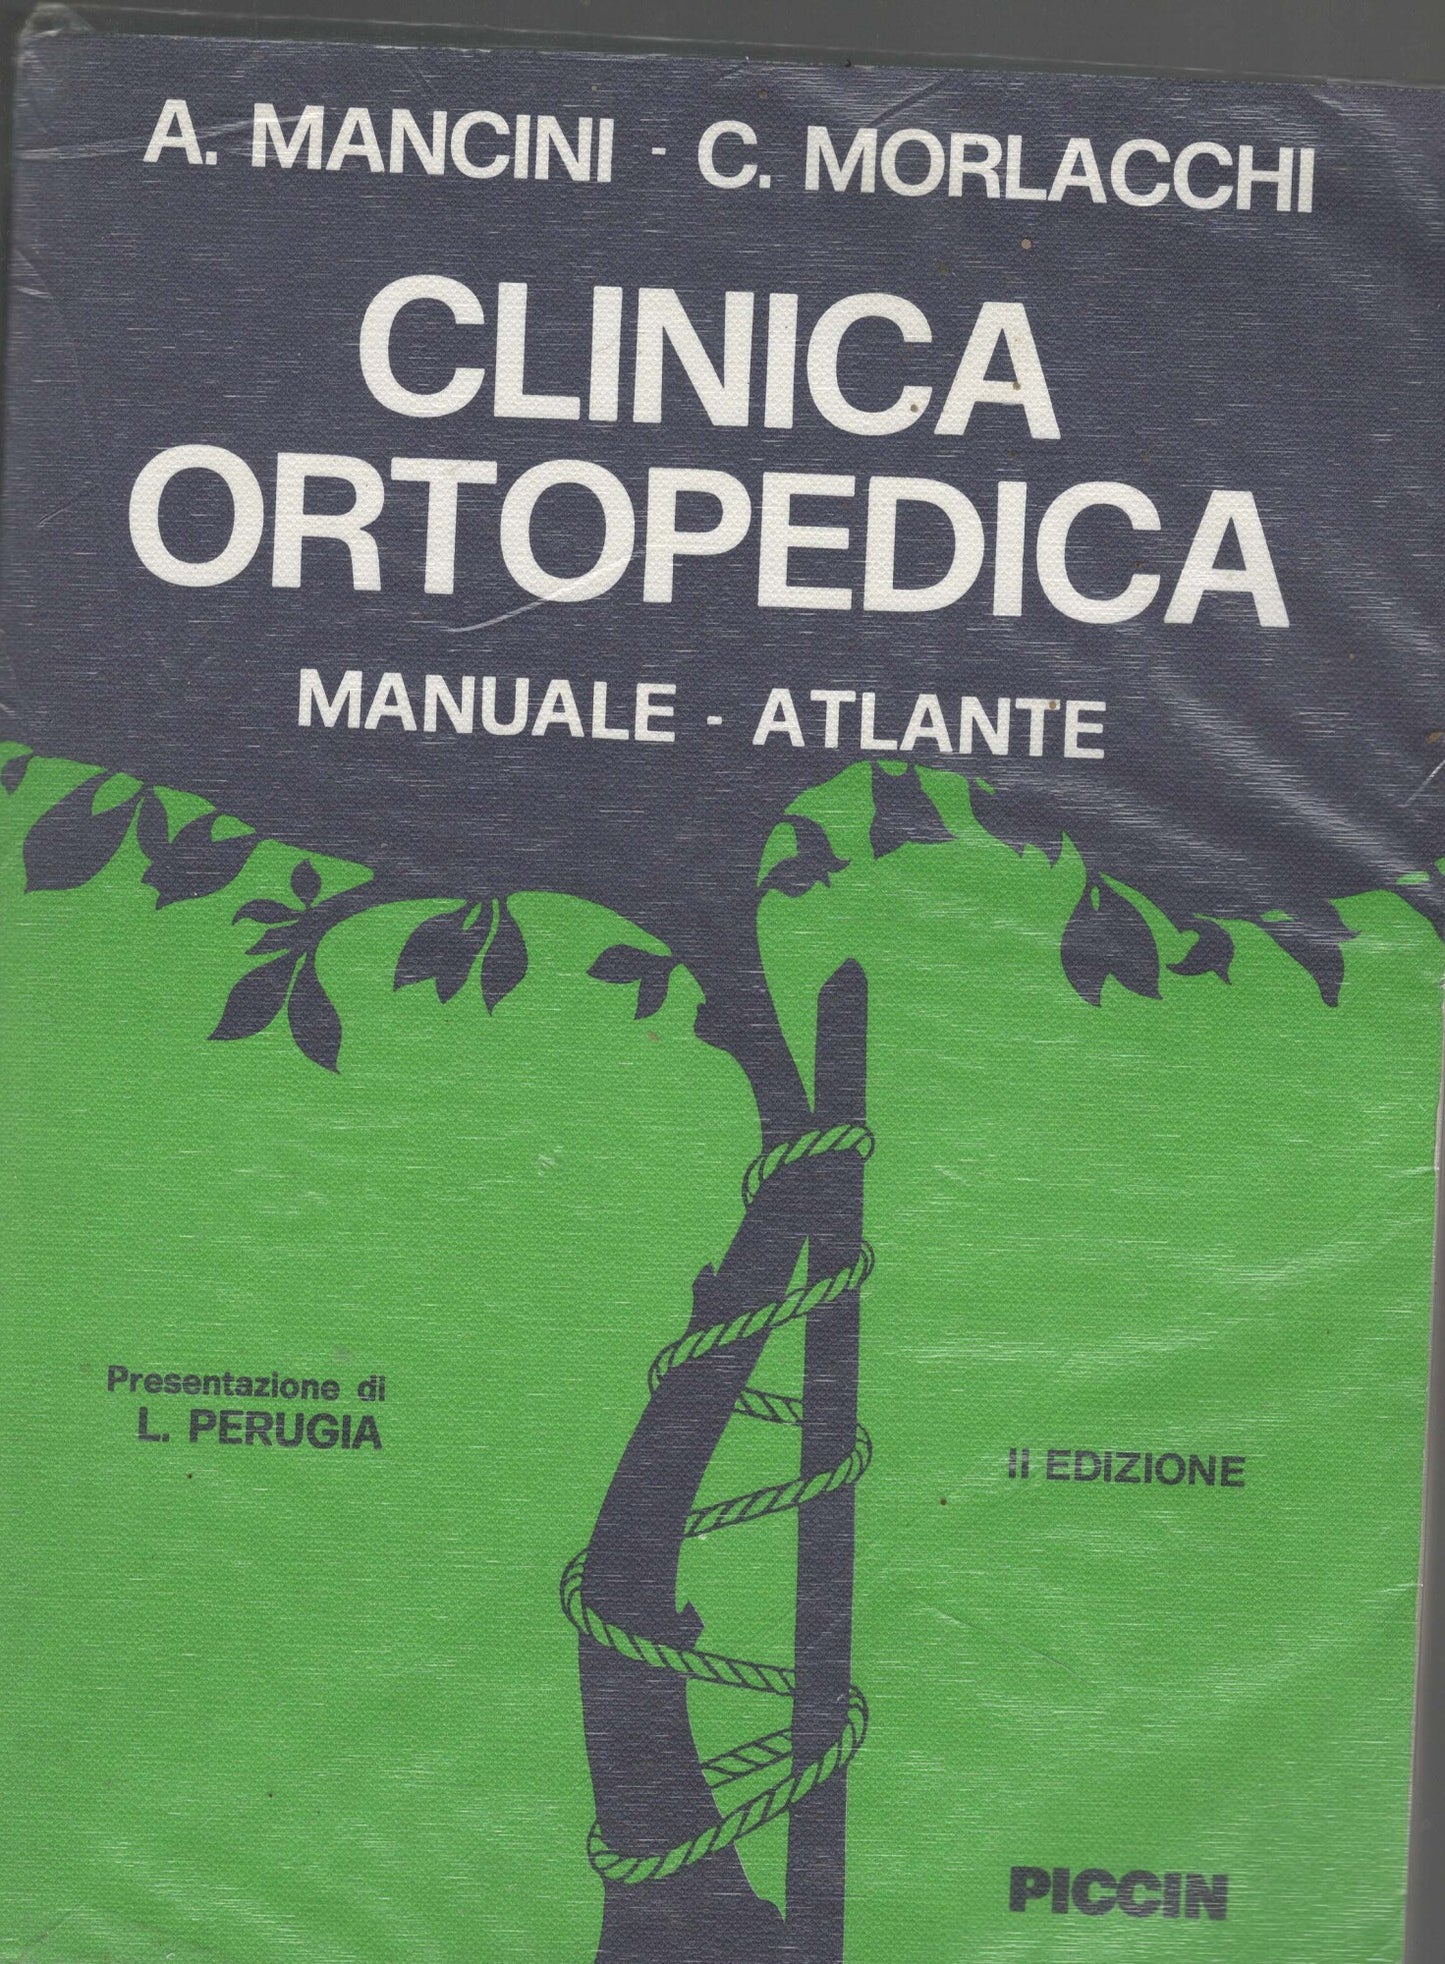 A. MANCINI - C. MORLACCHI
CLINICA
ORTOPEDICA
MANUALE - ATLANTE
Presentazione di
L. PERUGIA
II EDIZIONE
PICCIN